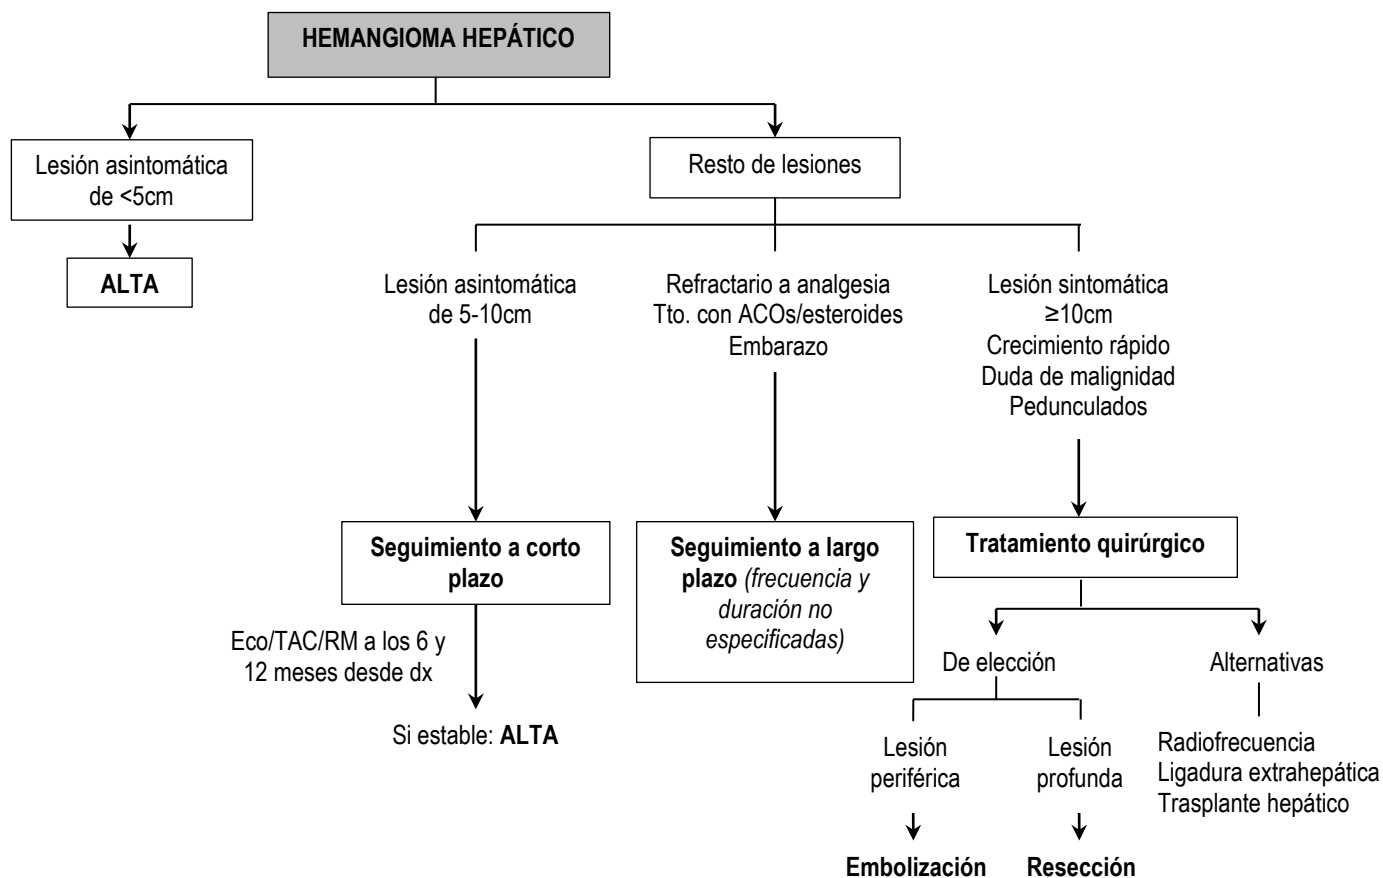 HEMANGIOMA HEPÁTICO
Lesión asintomática
de <5cm
ALTA
Resto de lesiones
Lesión asintomática
de 5-10cm
Refractario a analgesia
Tto. con ACOs/esteroides
Embarazo
Lesión sintomática
≥10cm
Crecimiento rápido
Duda de malignidad
Pedunculados
Seguimiento a corto
plazo
Eco/TAC/RM a los 6 y
12 meses desde dx
Si estable: ALTA
Seguimiento a largo
plazo (frecuencia y
duración no
especificadas)
Tratamiento quirúrgico
De elección
Alternativas
Lesión
periférica
Embolización
Lesión
profunda
Resección
Radiofrecuencia
Ligadura extrahepática
Trasplante hepático